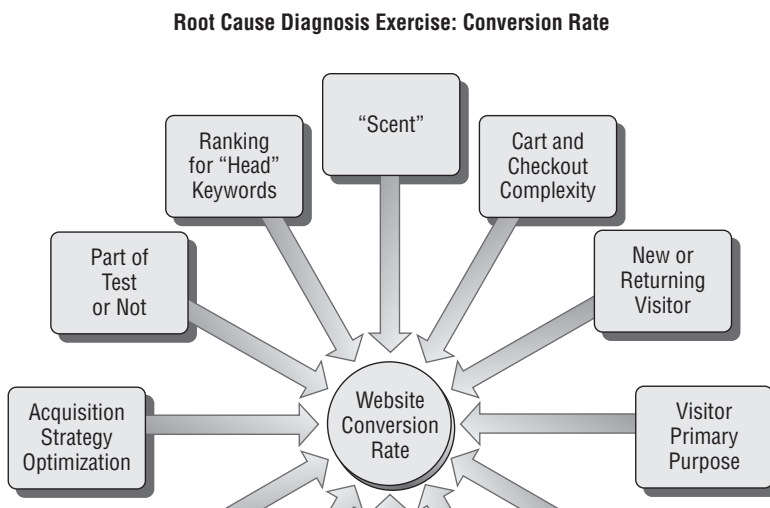 Root Cause Diagnosis Exercise: Conversion Rate
“Scent”
Ranking
for “Head”
Keywords
Cart and
Checkout
Complexity
Part of
Test
or Not
New or
Returning
Visitor
Acquisition
Strategy
Optimization
Website
Conversion
Rate
Visitor
Primary
Purpose